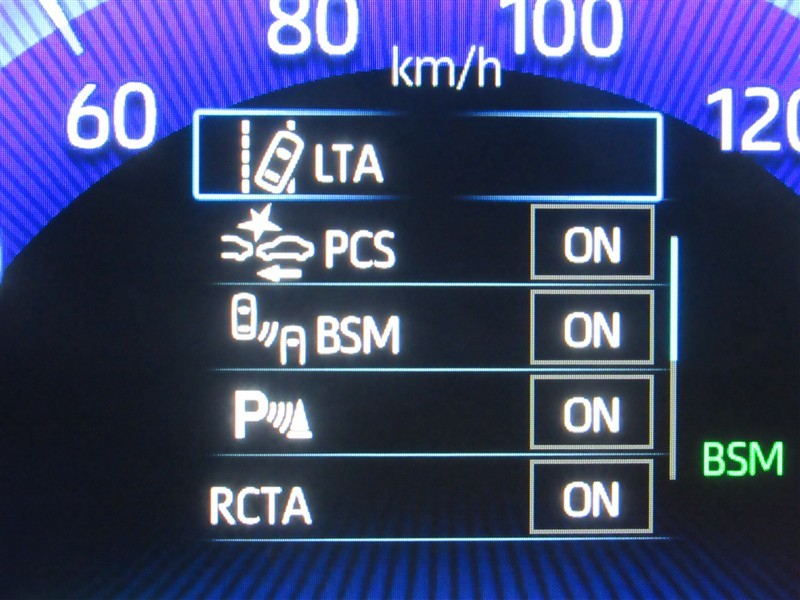 80 100
km/h
60 120
LTA
PCS ON
BSM ON
P ON
BSM
RCTA ON